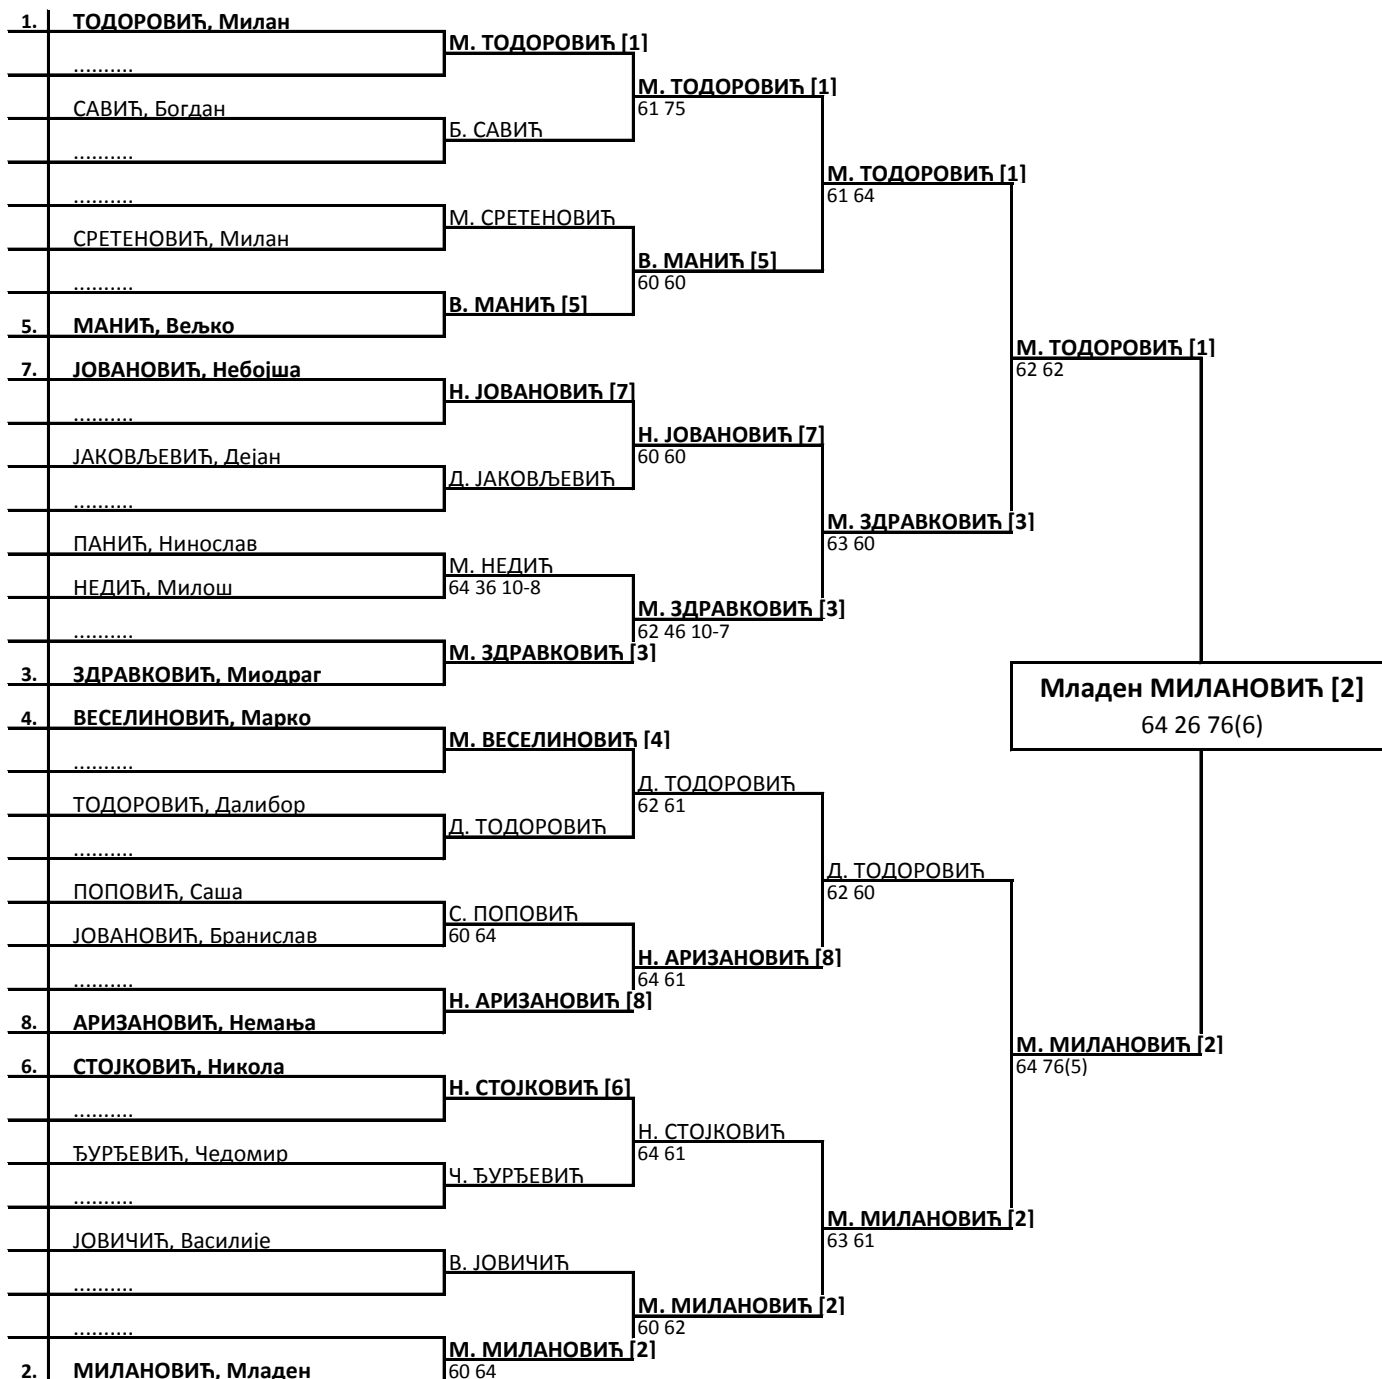 1. ТОДОРОВИЋ, Милан
М. ТОДОРОВИЋ [1]
..........
М. ТОДОРОВИЋ [1]
61 75
САВИЋ, Богдан
Б. САВИЋ
..........
М. ТОДОРОВИЋ [1]
61 64
..........
М. СРЕТЕНОВИЋ
СРЕТЕНОВИЋ, Милан
В. МАНИЋ [5]
60 60
..........
В. МАНИЋ [5]
5. МАНИЋ, Вељко
М. ТОДОРОВИЋ [1]
62 62
7. ЈОВАНОВИЋ, Небојша
Н. ЈОВАНОВИЋ [7]
..........
Н. ЈОВАНОВИЋ [7]
60 60
ЈАКОВЉЕВИЋ, Дејан
Д. ЈАКОВЉЕВИЋ
..........
М. ЗДРАВКОВИЋ [3]
63 60
ПАНИЋ, Нинослав
М. НЕДИЋ
64 36 10-8
НЕДИЋ, Милош
М. ЗДРАВКОВИЋ [3]
62 46 10-7
..........
М. ЗДРАВКОВИЋ [3]
3. ЗДРАВКОВИЋ, Миодраг
Младен МИЛАНОВИЋ [2]
64 26 76(6)
4. ВЕСЕЛИНОВИЋ, Марко
М. ВЕСЕЛИНОВИЋ [4]
..........
Д. ТОДОРОВИЋ
62 61
ТОДОРОВИЋ, Далибор
Д. ТОДОРОВИЋ
..........
Д. ТОДОРОВИЋ
62 60
ПОПОВИЋ, Саша
С. ПОПОВИЋ
60 64
ЈОВАНОВИЋ, Бранислав
Н. АРИЗАНОВИЋ [8]
64 61
..........
Н. АРИЗАНОВИЋ [8]
8. АРИЗАНОВИЋ, Немања
М. МИЛАНОВИЋ [2]
64 76(5)
6. СТОЈКОВИЋ, Никола
Н. СТОЈКОВИЋ [6]
..........
Н. СТОЈКОВИЋ
64 61
ЂУРЂЕВИЋ, Чедомир
Ч. ЂУРЂЕВИЋ
..........
М. МИЛАНОВИЋ [2]
63 61
ЈОВИЧИЋ, Василије
В. ЈОВИЧИЋ
..........
М. МИЛАНОВИЋ [2]
60 62
..........
М. МИЛАНОВИЋ [2]
60 64
2. МИЛАНОВИЋ, Младен